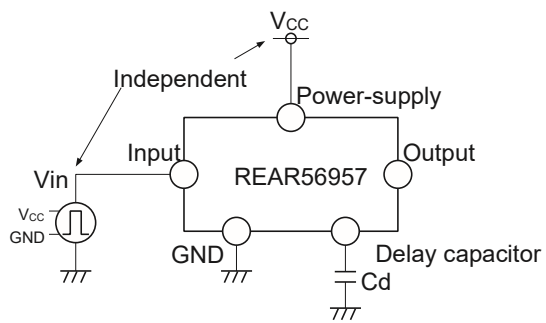 Vcc
Independent
Power-supply
Input
Output
REAR56957
Vin
Vcc
GND
GND
Delay capacitor
Cd